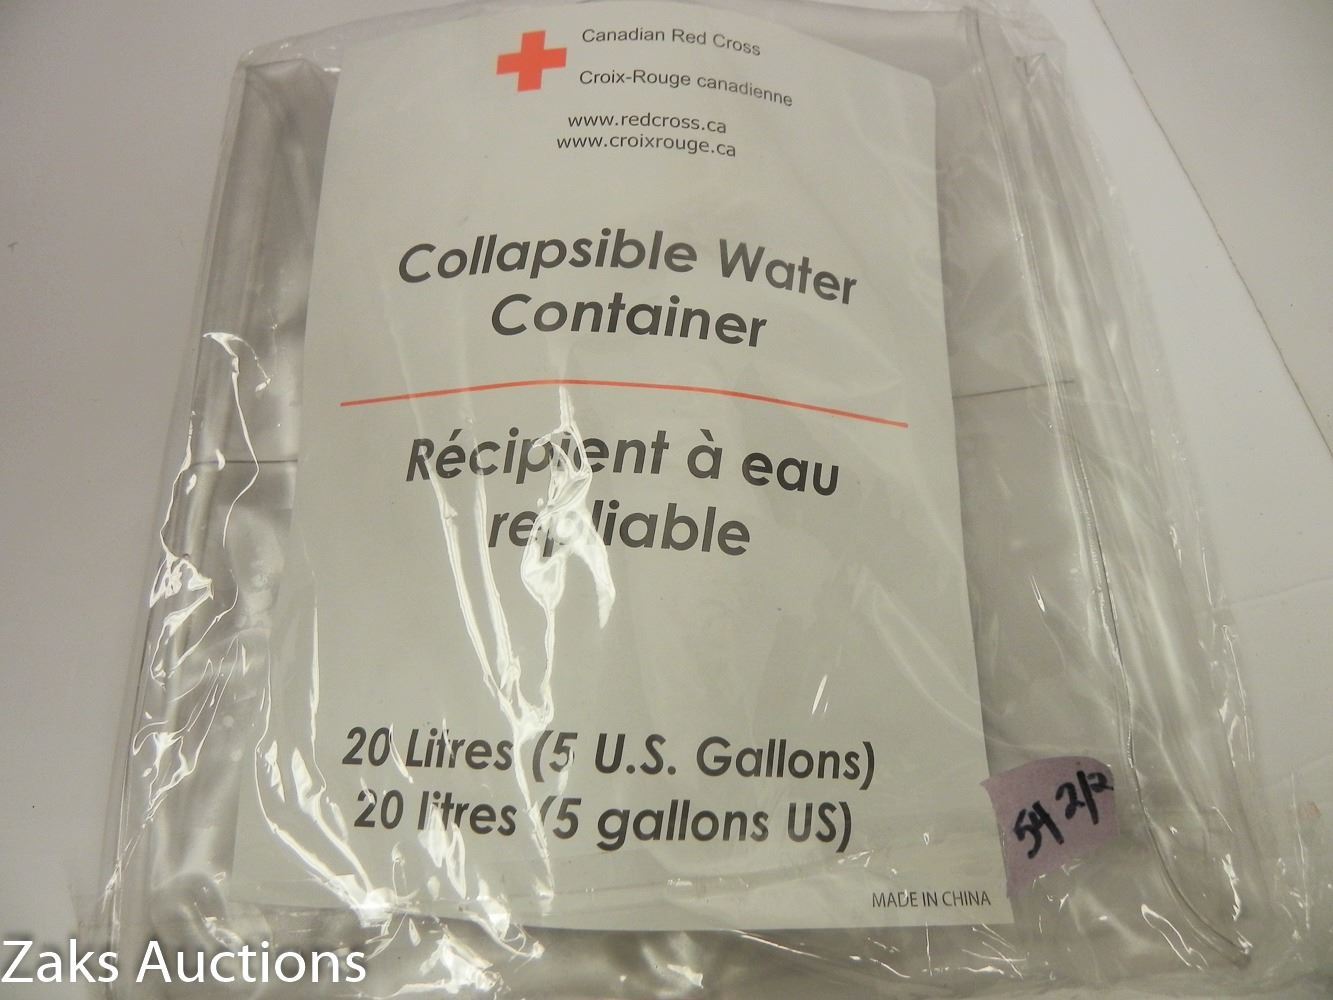 Canadian Red Cross
Croix-Rouge canadienne
www.redcross.ca
www.croixrouge.ca
Collapsible Water
Container
Récipient à eau
repliable
20 Litres (5 U.S. Gallons)
20 litres (5 gallons US)
MADE IN CHINA
54 2/2
Zaks Auctions